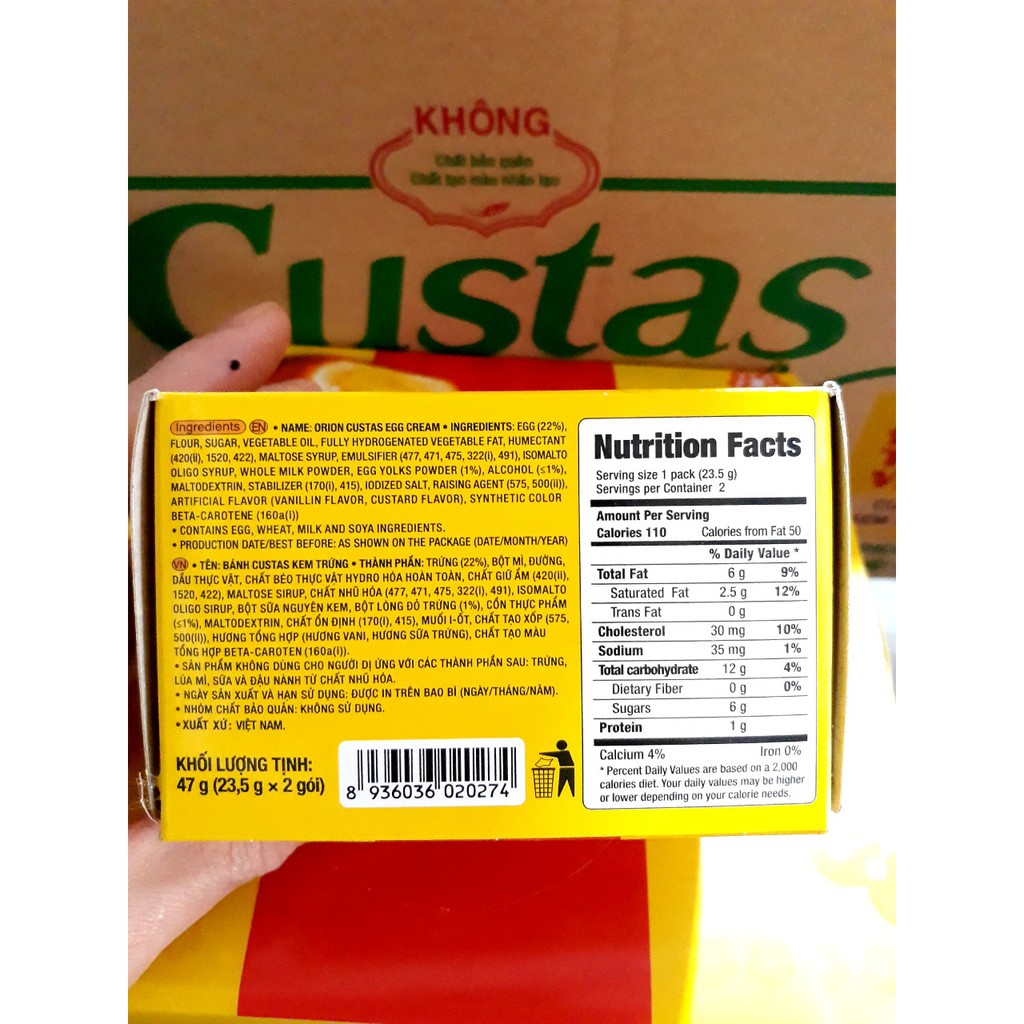 KHÔNG
Chất bảo quản
Chất tạo màu nhân tạo
Custas
Ingredients EN • NAME: ORION CUSTAS EGG CREAM • INGREDIENTS: EGG (22%),
FLOUR, SUGAR, VEGETABLE OIL, FULLY HYDROGENATED VEGETABLE FAT, HUMECTANT
(420(ii), 1520, 422), MALTOSE SYRUP, EMULSIFIER (477, 471, 475, 322(i), 491), ISOMALTO
OLIGO SYRUP, WHOLE MILK POWDER, EGG YOLKS POWDER (1%), ALCOHOL (≤1%),
MALTODEXTRIN, STABILIZER (170(i), 415), IODIZED SALT, RAISING AGENT (575, 500(ii)),
ARTIFICIAL FLAVOR (VANILLIN FLAVOR, CUSTARD FLAVOR), SYNTHETIC COLOR
BETA-CAROTENE (160a(i))
• CONTAINS EGG, WHEAT, MILK AND SOYA INGREDIENTS.
• PRODUCTION DATE/BEST BEFORE: AS SHOWN ON THE PACKAGE (DATE/MONTH/YEAR)
VN • TÊN: BÁNH CUSTAS KEM TRỨNG • THÀNH PHẦN: TRỨNG (22%), BỘT MÌ, ĐƯỜNG,
DẦU THỰC VẬT, CHẤT BÉO THỰC VẬT HYDRO HÓA HOÀN TOÀN, CHẤT GIỮ ẨM (420(ii),
1520, 422), MALTOSE SIRUP, CHẤT NHŨ HÓA (477, 471, 475, 322(i), 491), ISOMALTO
OLIGO SIRUP, BỘT SỮA NGUYÊN KEM, BỘT LÒNG ĐỎ TRỨNG (1%), CỒN THỰC PHẨM
(≤1%), MALTODEXTRIN, CHẤT ỔN ĐỊNH (170(i), 415), MUỐI I-ỐT, CHẤT TẠO XỐP (575,
500(ii)), HƯƠNG TỔNG HỢP (HƯƠNG VANI, HƯƠNG SỮA TRỨNG), CHẤT TẠO MÀU
TỔNG HỢP BETA-CAROTEN (160a(i)).
• SẢN PHẨM KHÔNG DÙNG CHO NGƯỜI DỊ ỨNG VỚI CÁC THÀNH PHẦN SAU: TRỨNG,
LÚA MÌ, SỮA VÀ ĐẬU NÀNH TỪ CHẤT NHŨ HÓA.
• NGÀY SẢN XUẤT VÀ HẠN SỬ DỤNG: ĐƯỢC IN TRÊN BAO BÌ (NGÀY/THÁNG/NĂM).
• NHÓM CHẤT BẢO QUẢN: KHÔNG SỬ DỤNG.
• XUẤT XỨ: VIỆT NAM.
KHỐI LƯỢNG TỊNH:
47 g (23,5 g × 2 gói)
8 936036 020274
Nutrition Facts
Serving size 1 pack (23.5 g)
Servings per Container 2
Amount Per Serving
Calories 110 Calories from Fat 50
% Daily Value *
Total Fat 6 g 9%
Saturated Fat 2.5 g 12%
Trans Fat 0 g
Cholesterol 30 mg 10%
Sodium 35 mg 1%
Total carbohydrate 12 g 4%
Dietary Fiber 0 g 0%
Sugars 6 g
Protein 1 g
Calcium 4% Iron 0%
* Percent Daily Values are based on a 2,000
calories diet. Your daily values may be higher
or lower depending on your calorie needs.